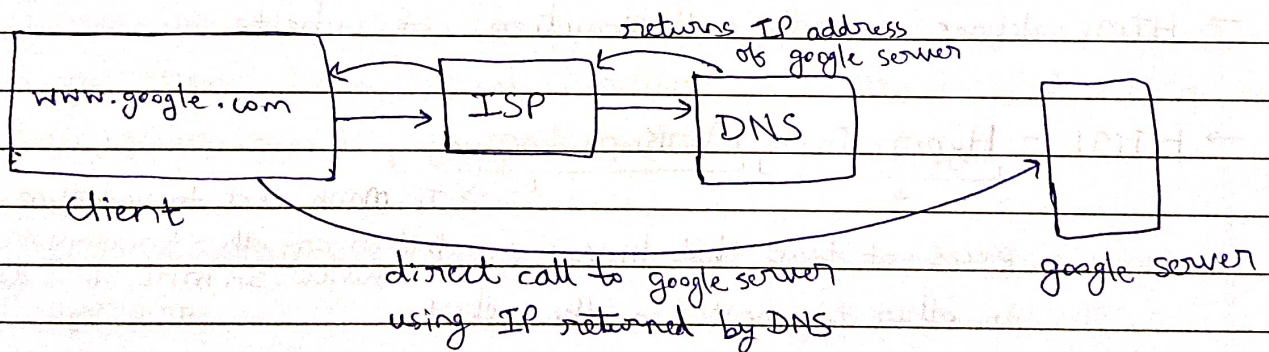 returns IP address
of google server
www.google.com
ISP
DNS
Client
direct call to google server
using IP returned by DNS
google server